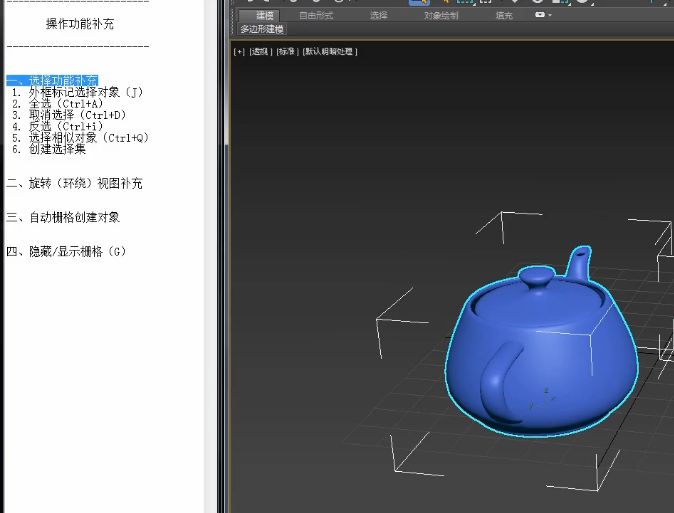 操作功能补充
一、选择功能补充
1. 外框标记选择对象（J）
2. 全选（Ctrl+A）
3. 取消选择（Ctrl+D）
4. 反选（Ctrl+i）
5. 选择相似对象（Ctrl+Q）
6. 创建选择集
二、旋转（环绕）视图补充
三、自动栅格创建对象
四、隐藏/显示栅格（G）
建模 自由形式 选择 对象绘制 填充
多边形建模
[+] [透视] [标准] [默认明暗处理]